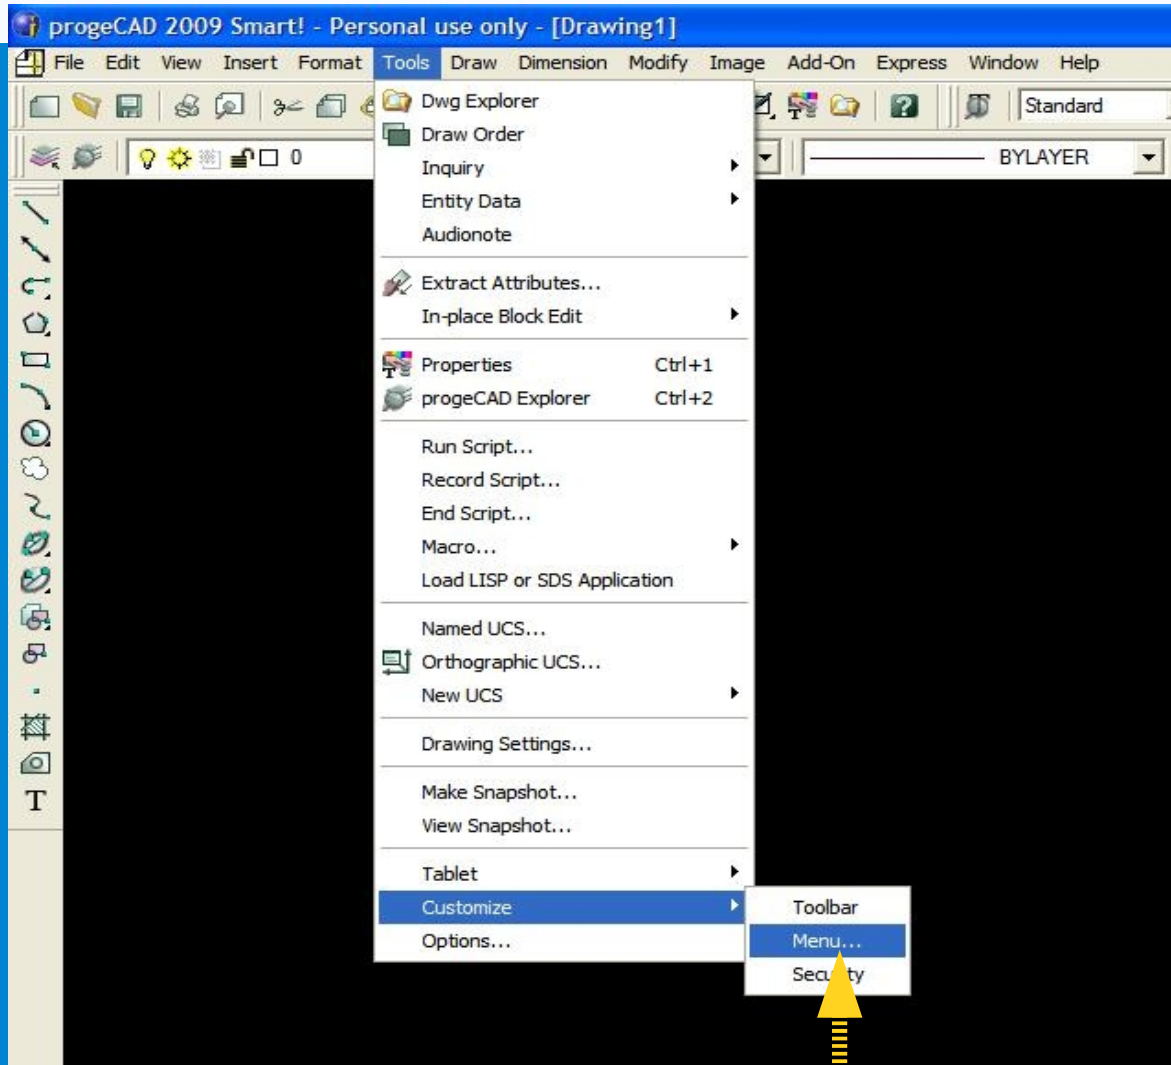 progeCAD 2009 Smart! - Personal use only - [Drawing1]
File Edit View Insert Format Tools Draw Dimension Modify Image Add-On Express Window Help
Standard
0
BYLAYER
Dwg Explorer
Draw Order
Inquiry
Entity Data
Audionote
Extract Attributes...
In-place Block Edit
Properties Ctrl+1
progeCAD Explorer Ctrl+2
Run Script...
Record Script...
End Script...
Macro...
Load LISP or SDS Application
Named UCS...
Orthographic UCS...
New UCS
Drawing Settings...
Make Snapshot...
View Snapshot...
Tablet
Customize
Options...
Toolbar
Menu...
Security
T